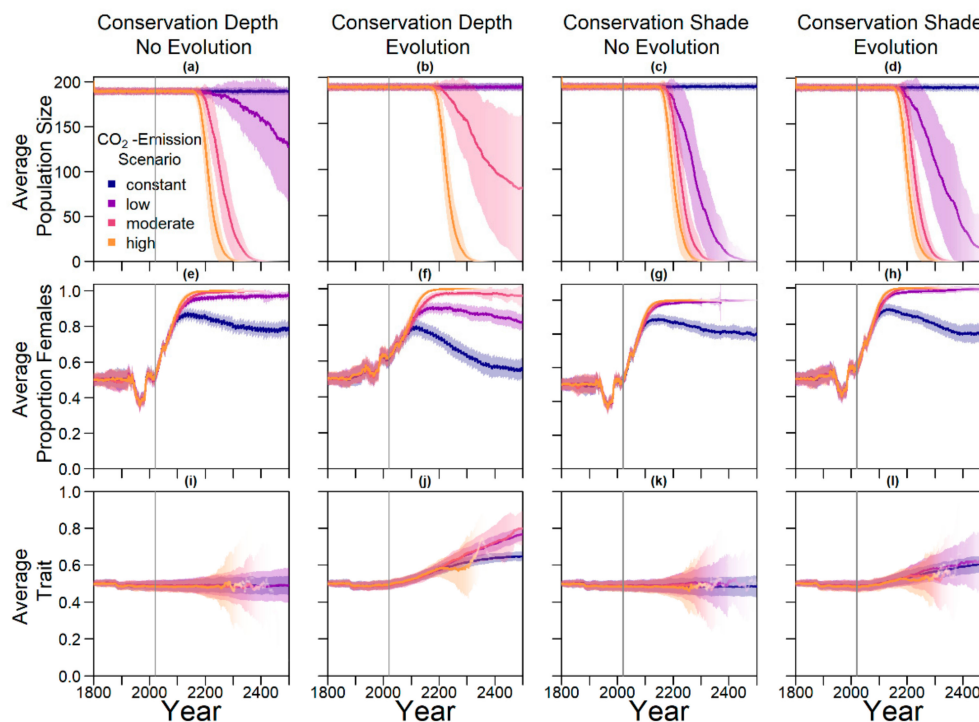 Conservation Depth Conservation Depth Conservation Shade Conservation Shade
No Evolution Evolution No Evolution Evolution
(a) (b) (c) (d)
Average
Population Size
200
150
100
50
0
CO₂ -Emission
Scenario
constant
low
moderate
high
(e) (f) (g) (h)
Average
Proportion Females
1.0
0.8
0.6
0.4
0.2
0.0
(i) (j) (k) (l)
Average
Trait
1.0
0.8
0.6
0.4
0.2
0.0
1800 2000 2200 2400 1800 2000 2200 2400 1800 2000 2200 2400 1800 2000 2200 2400
Year Year Year Year